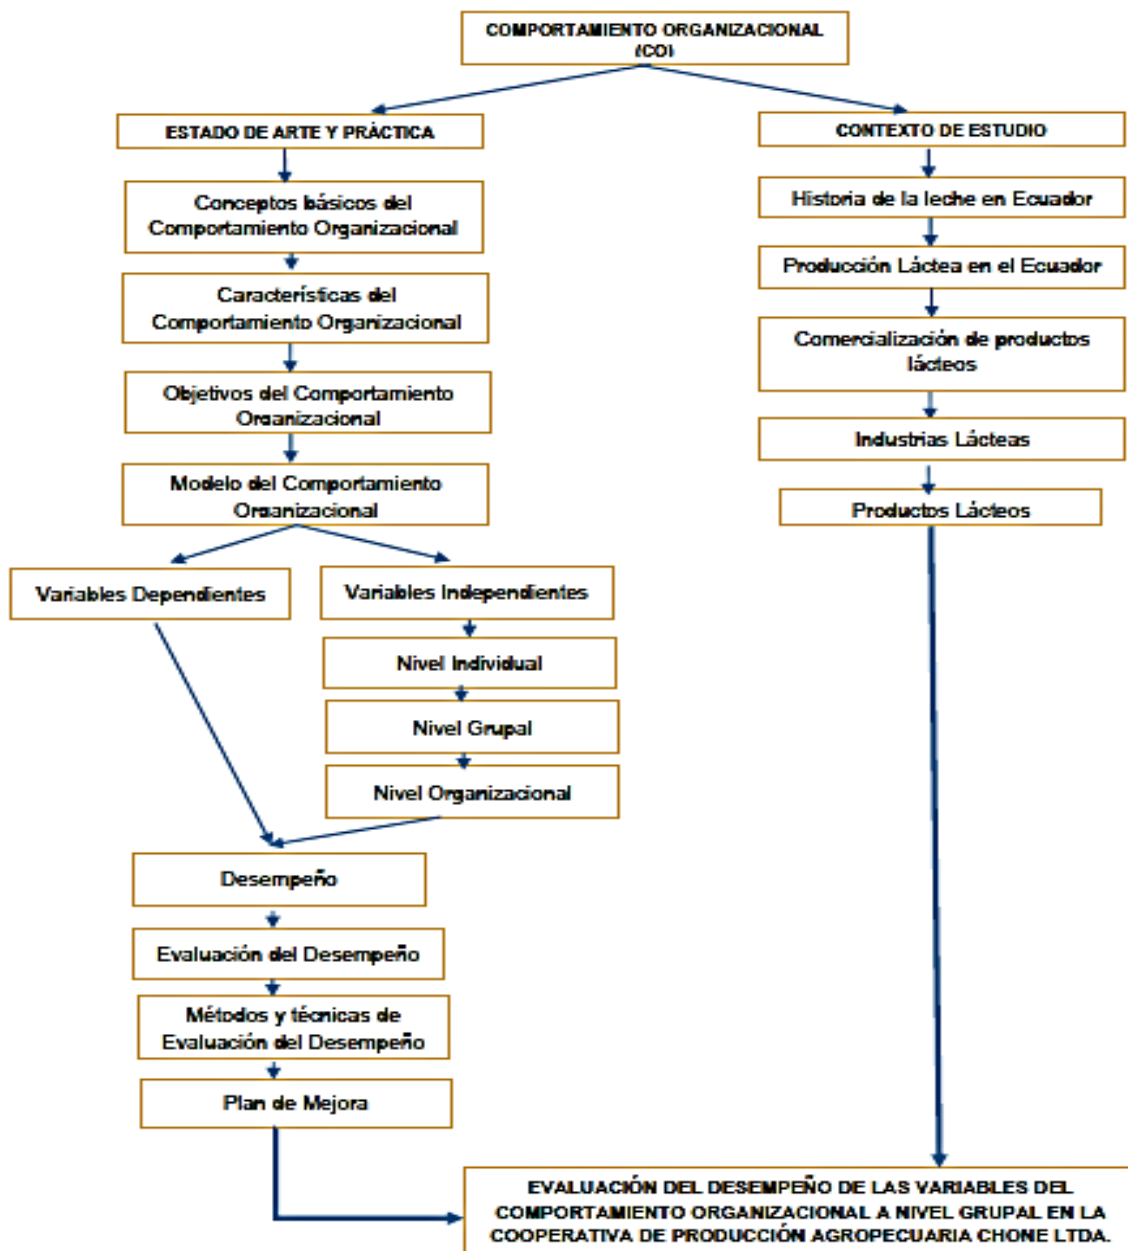 COMPORTAMIENTO ORGANIZACIONAL
(CO)
ESTADO DE ARTE Y PRÁCTICA
CONTEXTO DE ESTUDIO
Conceptos básicos del
Comportamiento Organizacional
Características del
Comportamiento Organizacional
Objetivos del Comportamiento
Organizacional
Modelo del Comportamiento
Organizacional
Variables Dependientes
Variables Independientes
Nivel Individual
Nivel Grupal
Nivel Organizacional
Desempeño
Evaluación del Desempeño
Métodos y técnicas de
Evaluación del Desempeño
Plan de Mejora
Historia de la leche en Ecuador
Producción Láctea en el Ecuador
Comercialización de productos
lácteos
Industrias Lácteas
Productos Lácteos
EVALUACIÓN DEL DESEMPEÑO DE LAS VARIABLES DEL
COMPORTAMIENTO ORGANIZACIONAL A NIVEL GRUPAL EN LA
COOPERATIVA DE PRODUCCIÓN AGROPECUARIA CHONE LTDA.